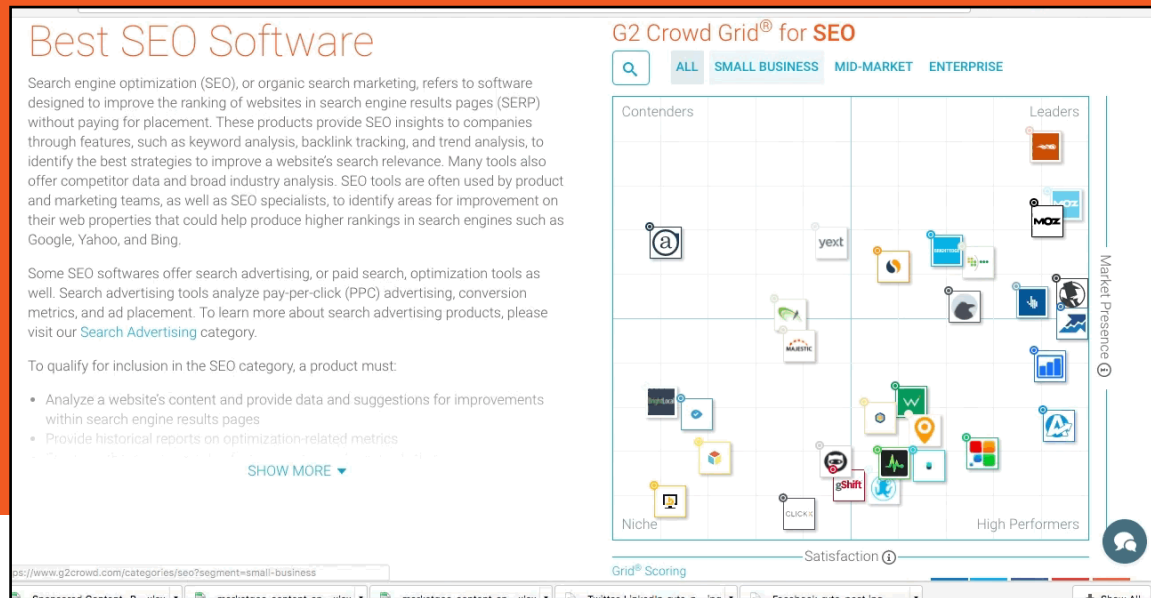 Best SEO Software
Search engine optimization (SEO), or organic search marketing, refers to software
designed to improve the ranking of websites in search engine results pages (SERP)
without paying for placement. These products provide SEO insights to companies
through features, such as keyword analysis, backlink tracking, and trend analysis, to
identify the best strategies to improve a website's search relevance. Many tools also
offer competitor data and broad industry analysis. SEO tools are often used by product
and marketing teams, as well as SEO specialists, to identify areas for improvement on
their web properties that could help produce higher rankings in search engines such as
Google, Yahoo, and Bing.
Some SEO softwares offer search advertising, or paid search, optimization tools as
well. Search advertising tools analyze pay-per-click (PPC) advertising, conversion
metrics, and ad placement. To learn more about search advertising products, please
visit our Search Advertising category.
To qualify for inclusion in the SEO category, a product must:
• Analyze a website's content and provide data and suggestions for improvements
within search engine results pages
• Provide historical reports on optimization-related metrics
SHOW MORE
ps://www.g2crowd.com/categories/seo?segment=small-business
G2 Crowd Grid® for SEO
ALL SMALL BUSINESS MID-MARKET ENTERPRISE
Contenders
Leaders
MOZ
MOZ
a
yext
MAJESTIC
gShift
CLICK
Niche
High Performers
Market Presence
Satisfaction
Grid® Scoring
Show All